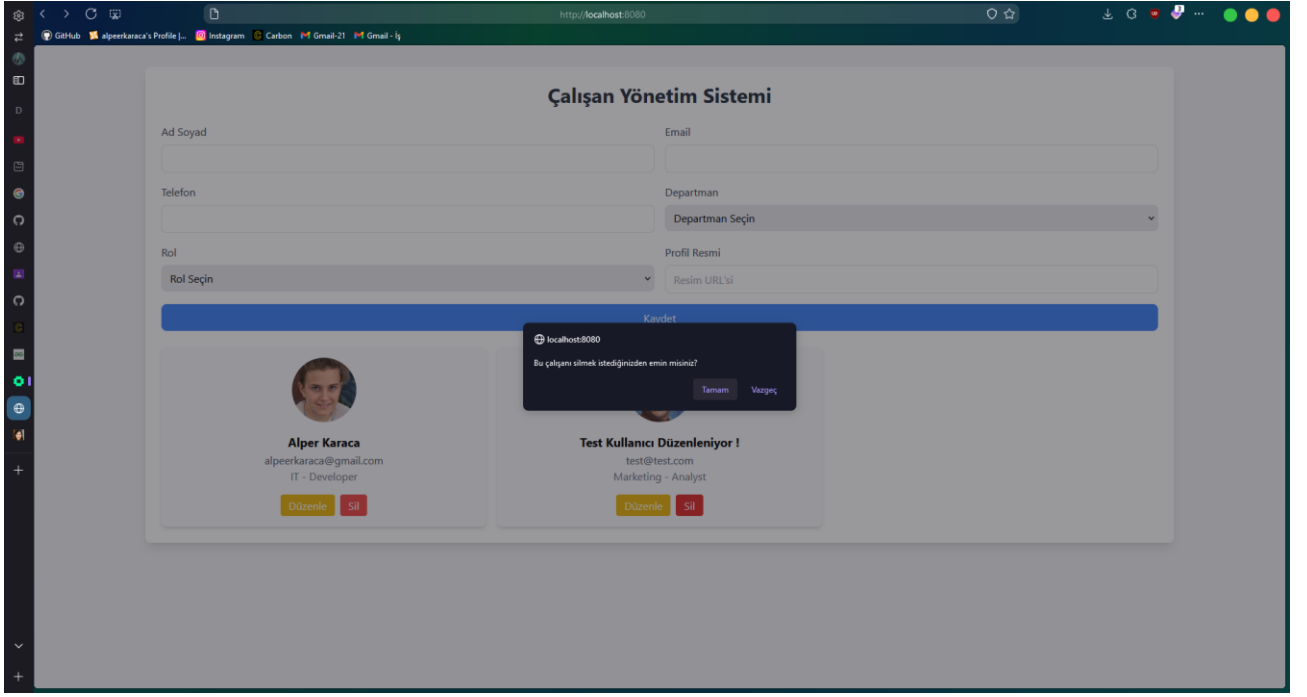 http://localhost:8080
GitHub alpeerkaraca's Profile |... Instagram Carbon Gmail-21 Gmail - İş
D
Çalışan Yönetim Sistemi
Ad Soyad Email
Telefon Departman
Departman Seçin
Rol Profil Resmi
Rol Seçin Resim URL'si
Kaydet
localhost:8080
Bu çalışanı silmek istediğinizden emin misiniz?
Tamam Vazgeç
Alper Karaca Test Kullanıcı Düzenleniyor !
alpeerkaraca@gmail.com test@test.com
IT - Developer Marketing - Analyst
Düzenle Sil Düzenle Sil